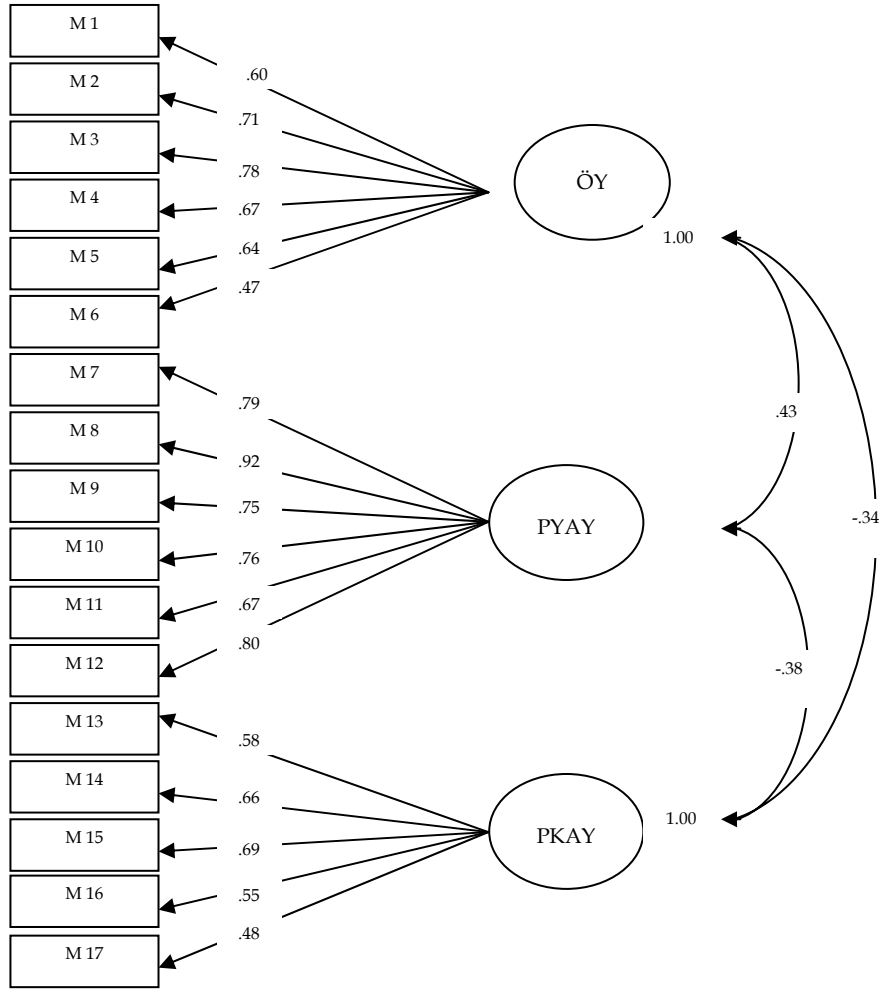 M 1
.60
M 2
.71
M 3
.78
ÖY
M 4
.67
1.00
M 5
.64
M 6
.47
M 7
.79
.43
M 8
.92
M 9
.75
-.34
PYAY
M 10
.76
M 11
.67
M 12
.80
-.38
M 13
.58
M 14
.66
1.00
M 15
.69
PKAY
M 16
.55
M 17
.48